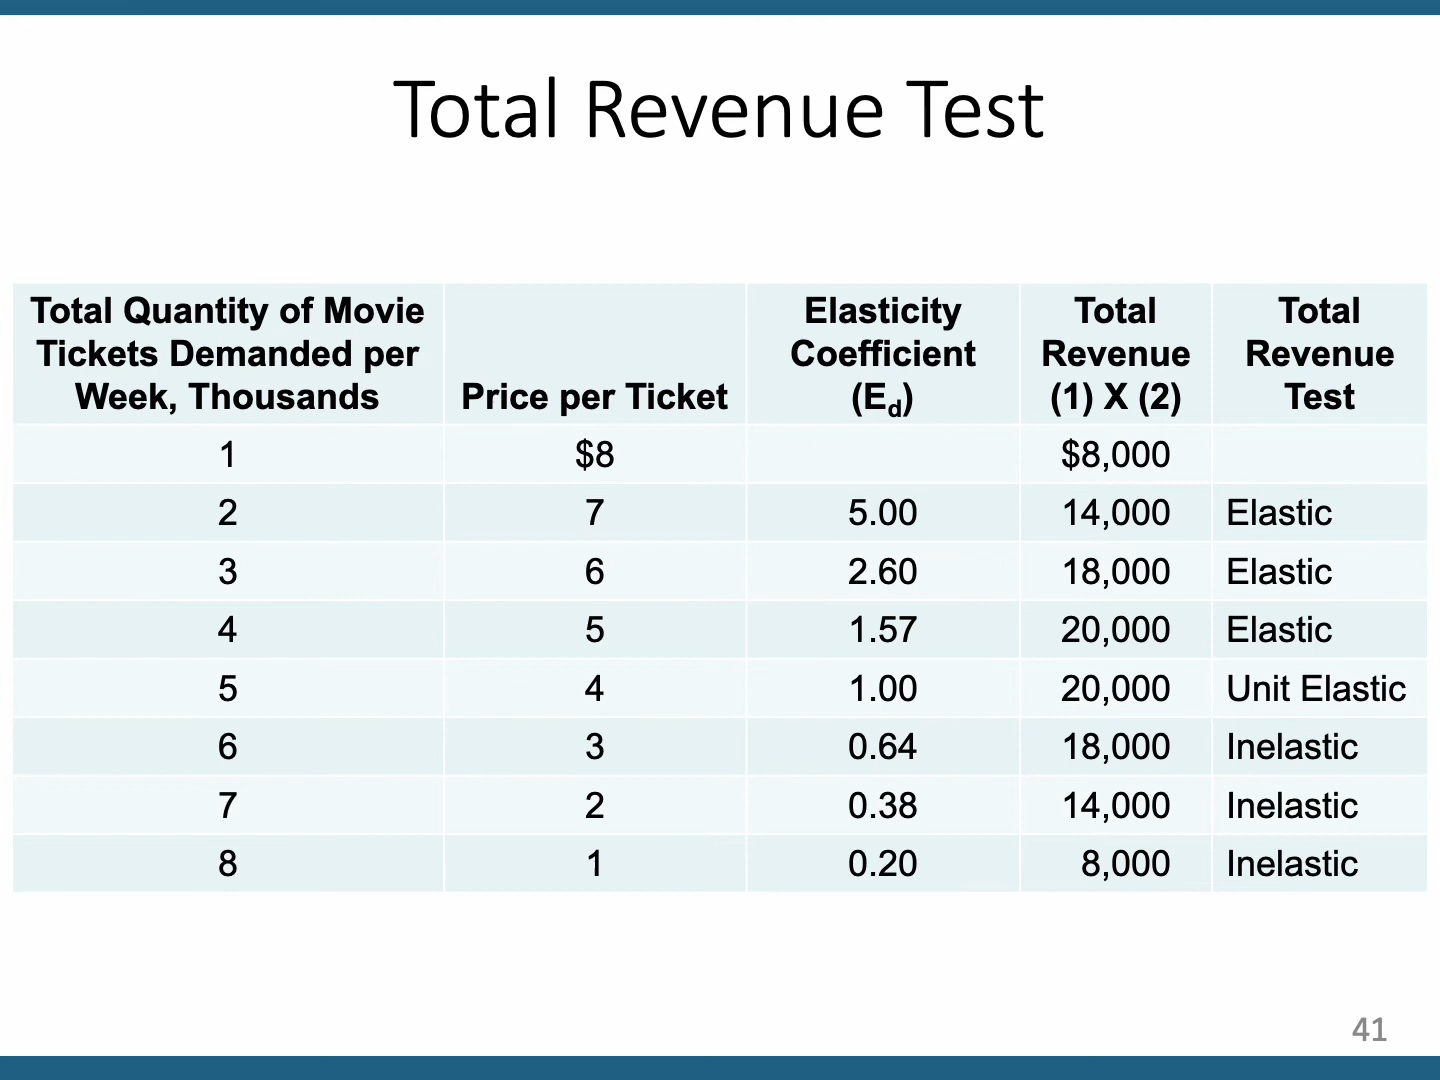 Total Revenue Test
Total Quantity of Movie
Tickets Demanded per
Week, Thousands
Price per Ticket
Elasticity
Coefficient
(Ed)
Total
Revenue
(1) X (2)
Total
Revenue
Test
1 $8 $8,000
2 7 5.00 14,000 Elastic
3 6 2.60 18,000 Elastic
4 5 1.57 20,000 Elastic
5 4 1.00 20,000 Unit Elastic
6 3 0.64 18,000 Inelastic
7 2 0.38 14,000 Inelastic
8 1 0.20 8,000 Inelastic
41